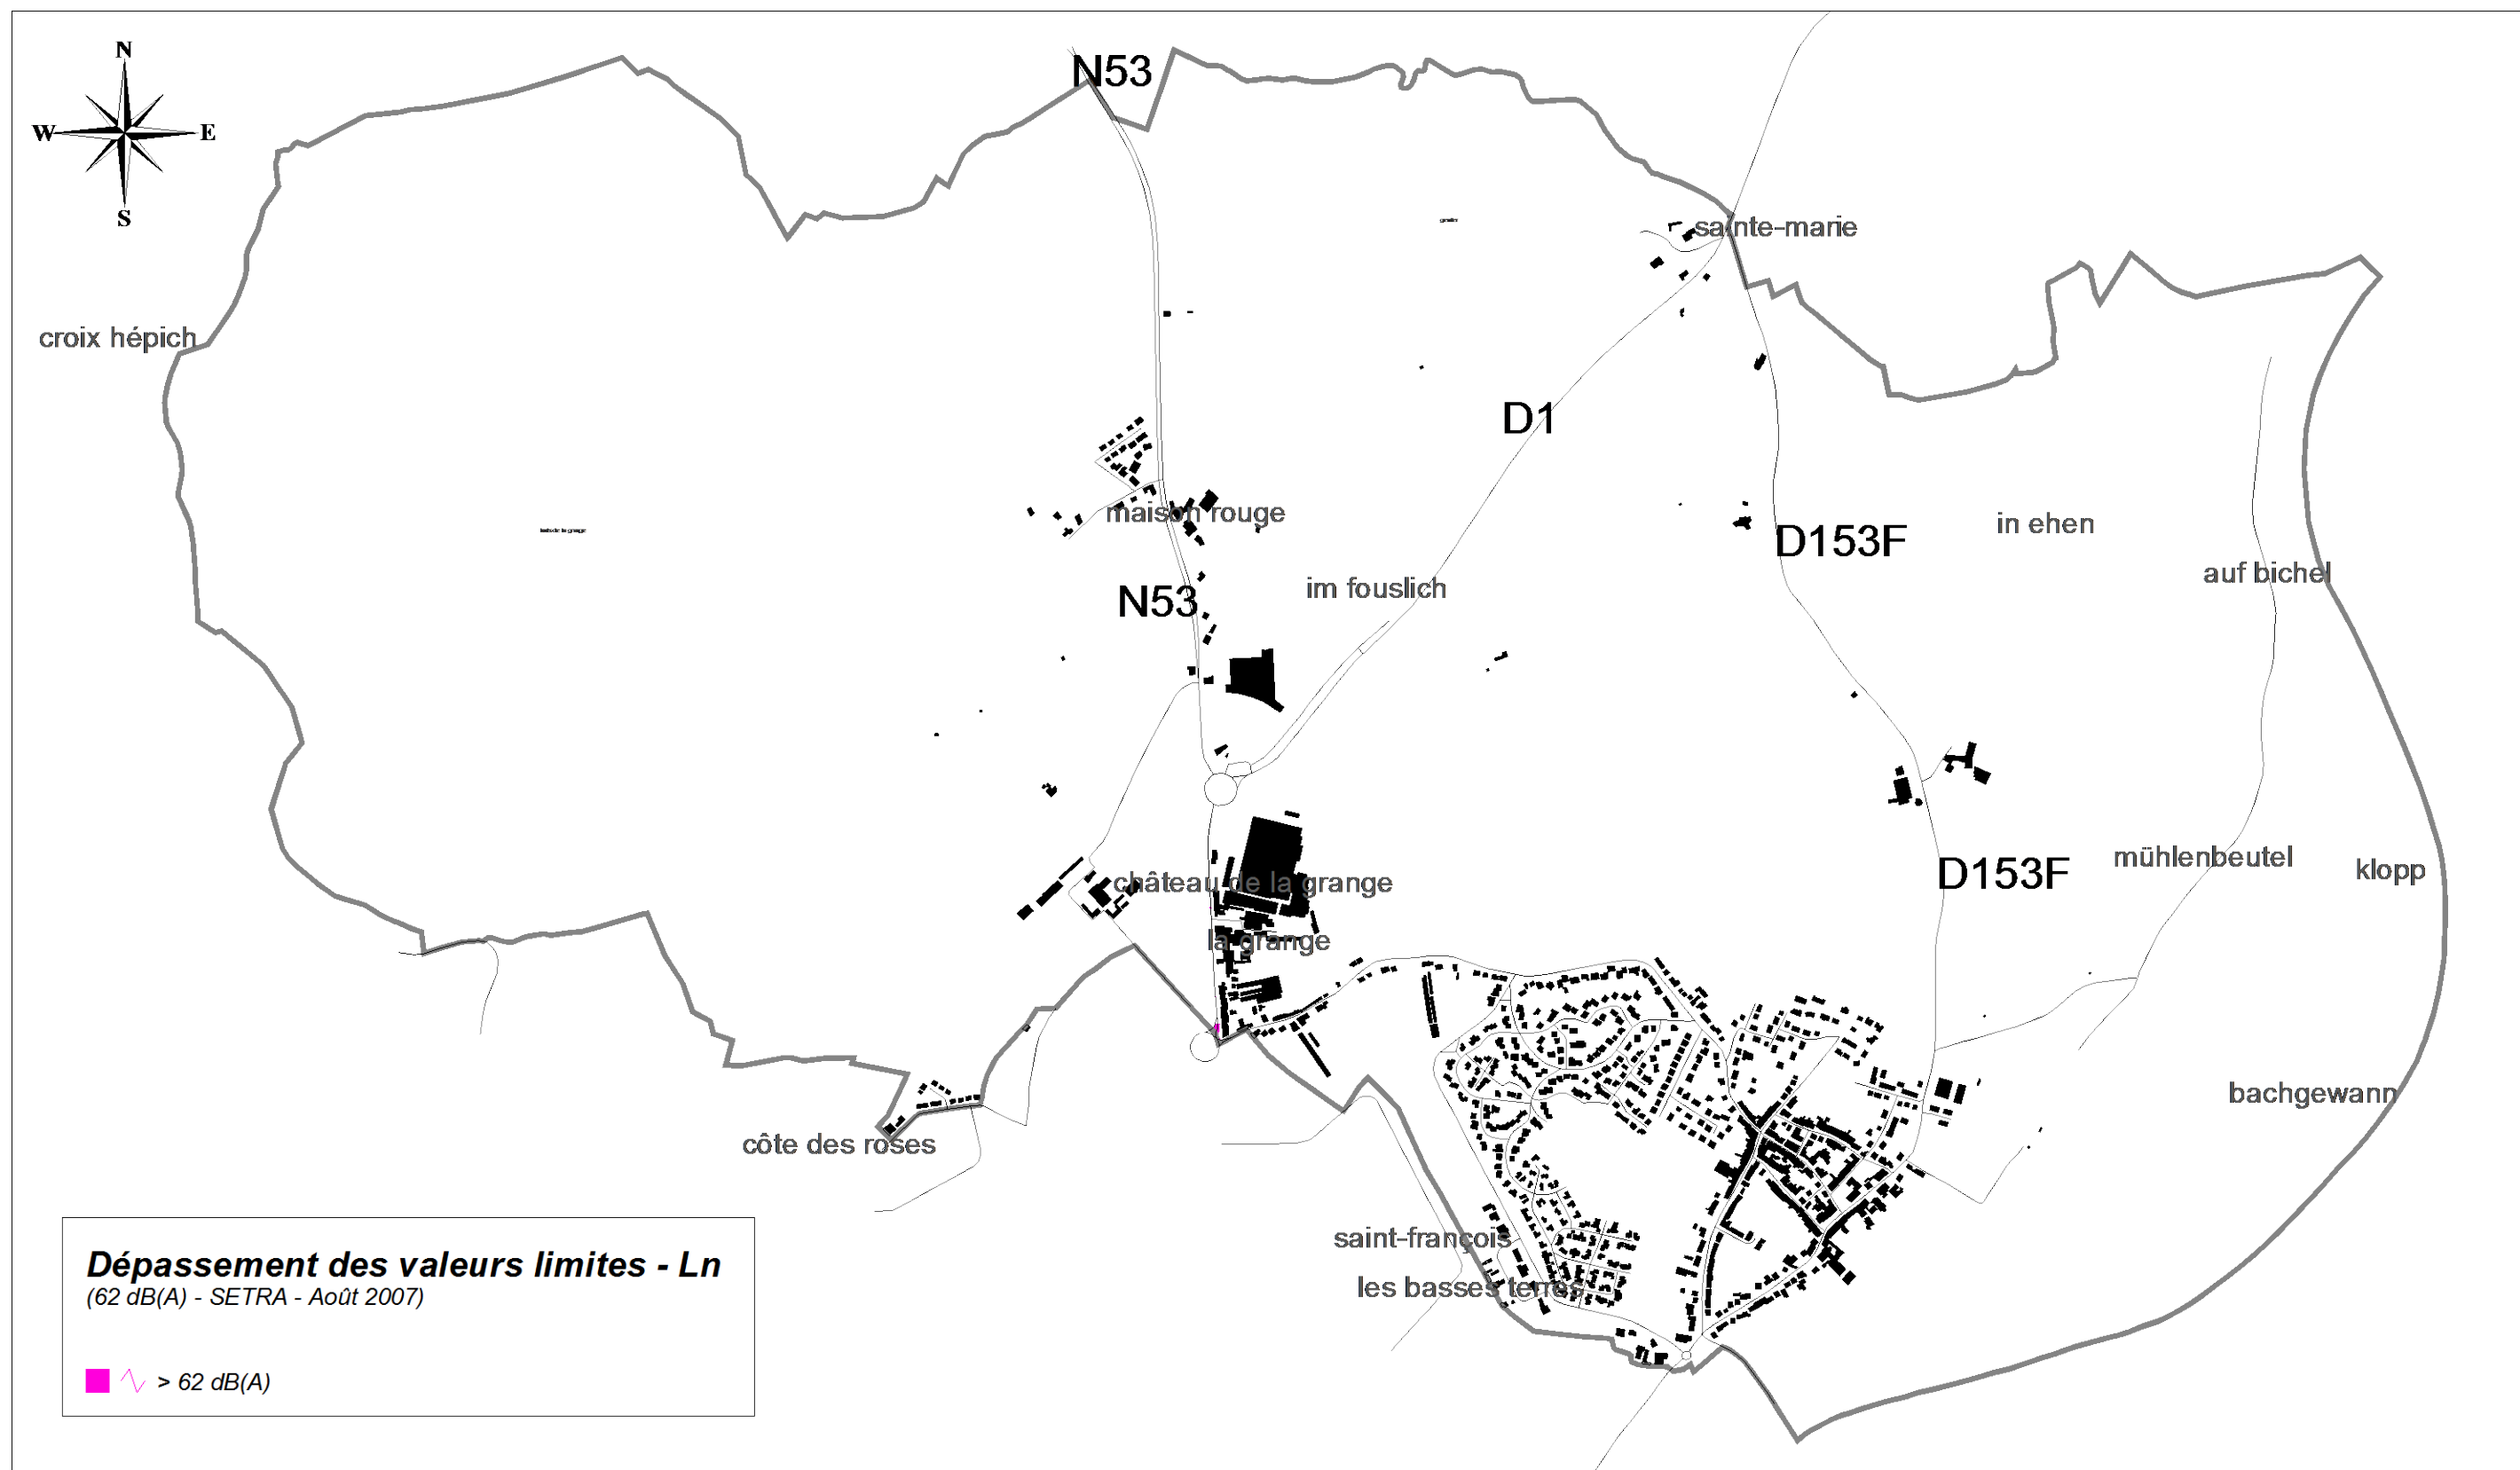 N
N53
W
E
S
sainte-marie
croix hépich
D1
maison rouge
in ehen
D153F
auf bichel
im fouslich
N53
mühlenbeutel
klopp
D153F
château de la grange
la grange
bachgewann
côte des roses
saint-françois
les basses terres
Dépassement des valeurs limites - Ln
(62 dB(A) - SETRA - Août 2007)
> 62 dB(A)